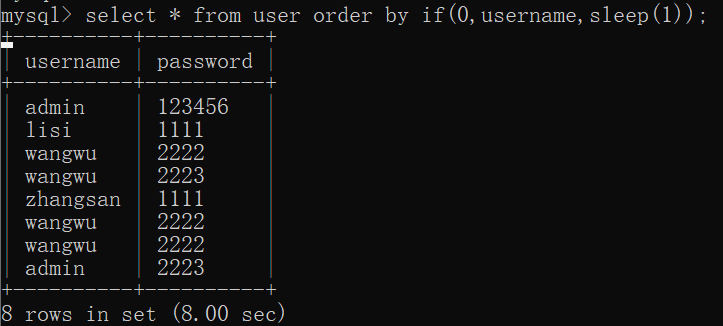 mysql> select * from user order by if(0,username,sleep(1));
+----------+----------+
| username | password |
+----------+----------+
| admin | 123456 |
| lisi | 1111 |
| wangwu | 2222 |
| wangwu | 2223 |
| zhangsan | 1111 |
| wangwu | 2222 |
| wangwu | 2222 |
| admin | 2223 |
+----------+----------+
8 rows in set (8.00 sec)